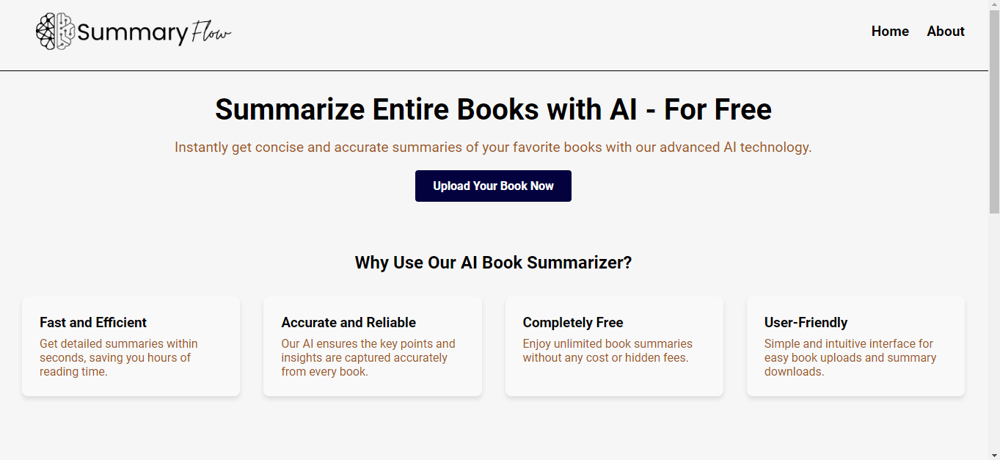 Summary Flow
Home About
Summarize Entire Books with AI - For Free
Instantly get concise and accurate summaries of your favorite books with our advanced AI technology.
Upload Your Book Now
Why Use Our AI Book Summarizer?
Fast and Efficient
Get detailed summaries within
seconds, saving you hours of
reading time.
Accurate and Reliable
Our AI ensures the key points and
insights are captured accurately
from every book.
Completely Free
Enjoy unlimited book summaries
without any cost or hidden fees.
User-Friendly
Simple and intuitive interface for
easy book uploads and summary
downloads.